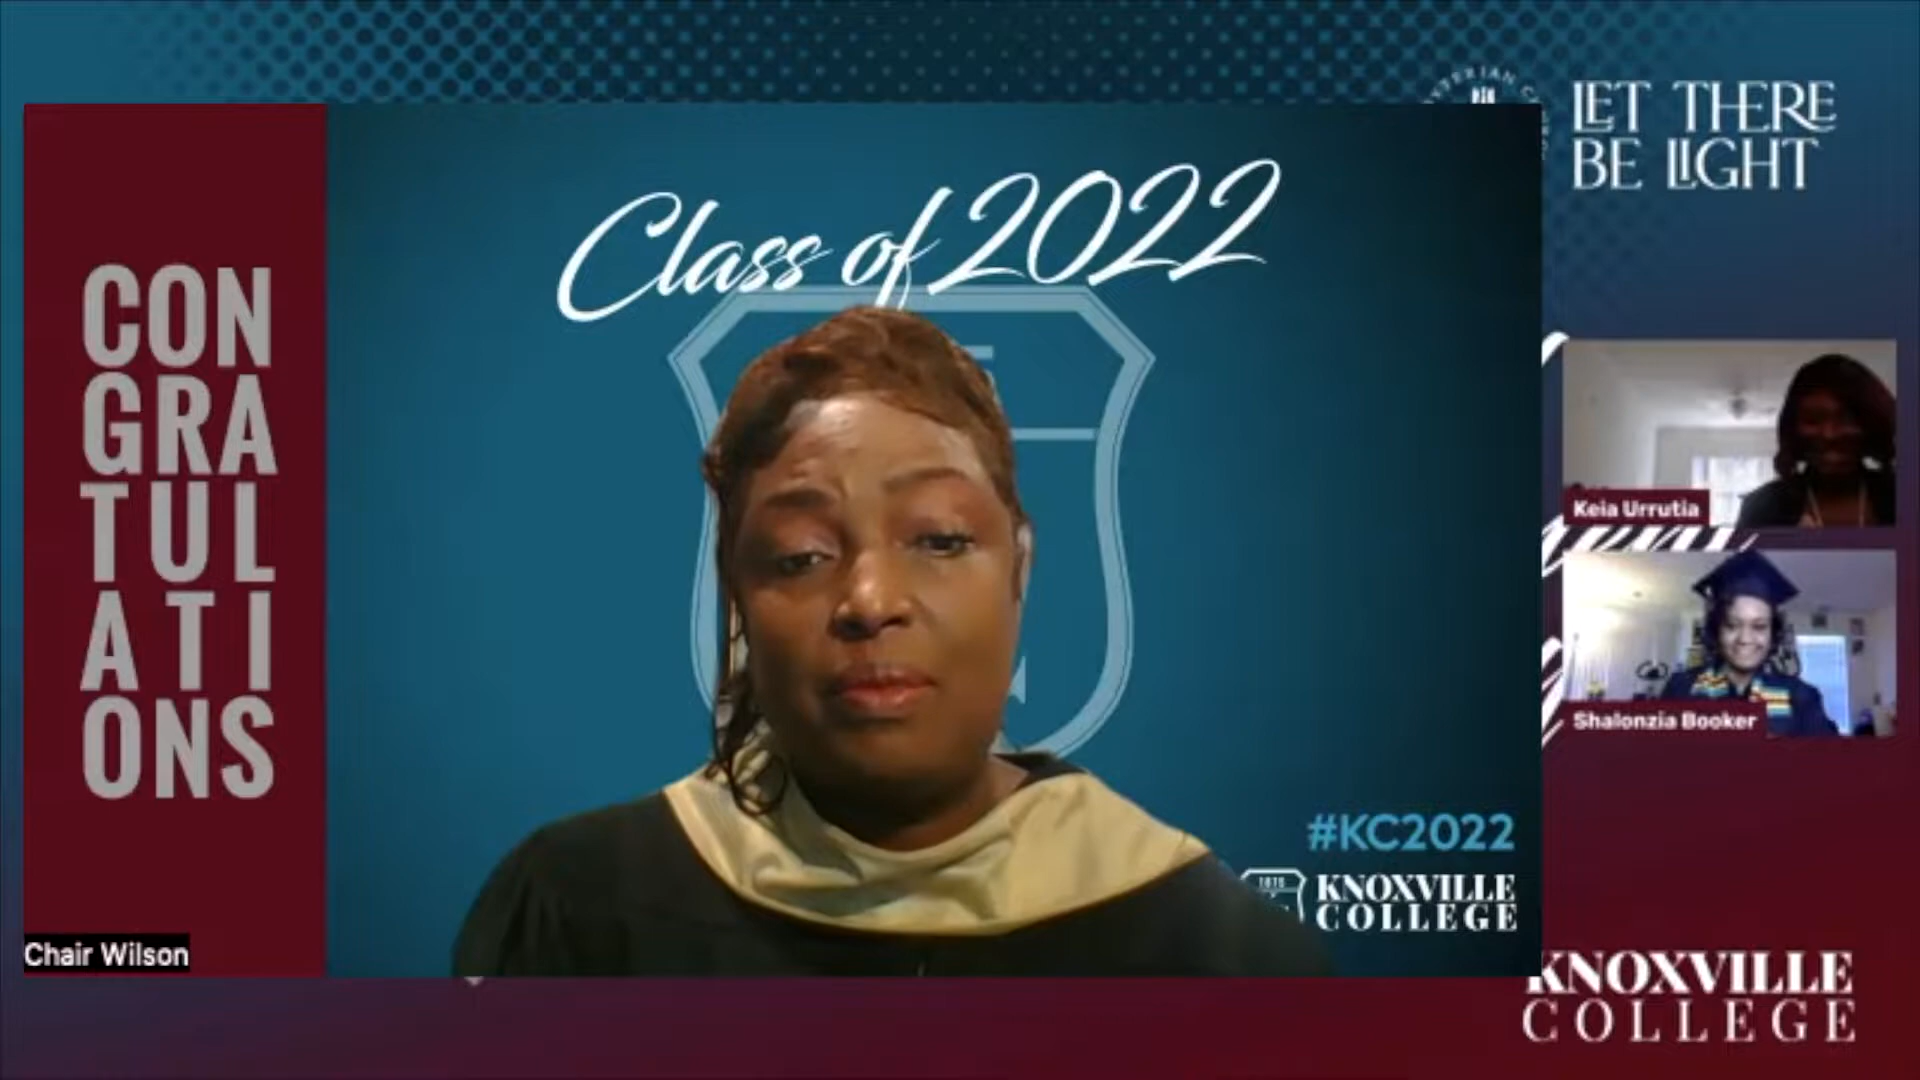 LET THERE
BE LIGHT
Class of 2022
CON
GRA
TUL
ATI
ONS
Keia Urrutia
Shalonzia Booker
#KC2022
KNOXVILLE
COLLEGE
Chair Wilson
KNOXVILLE
COLLEGE